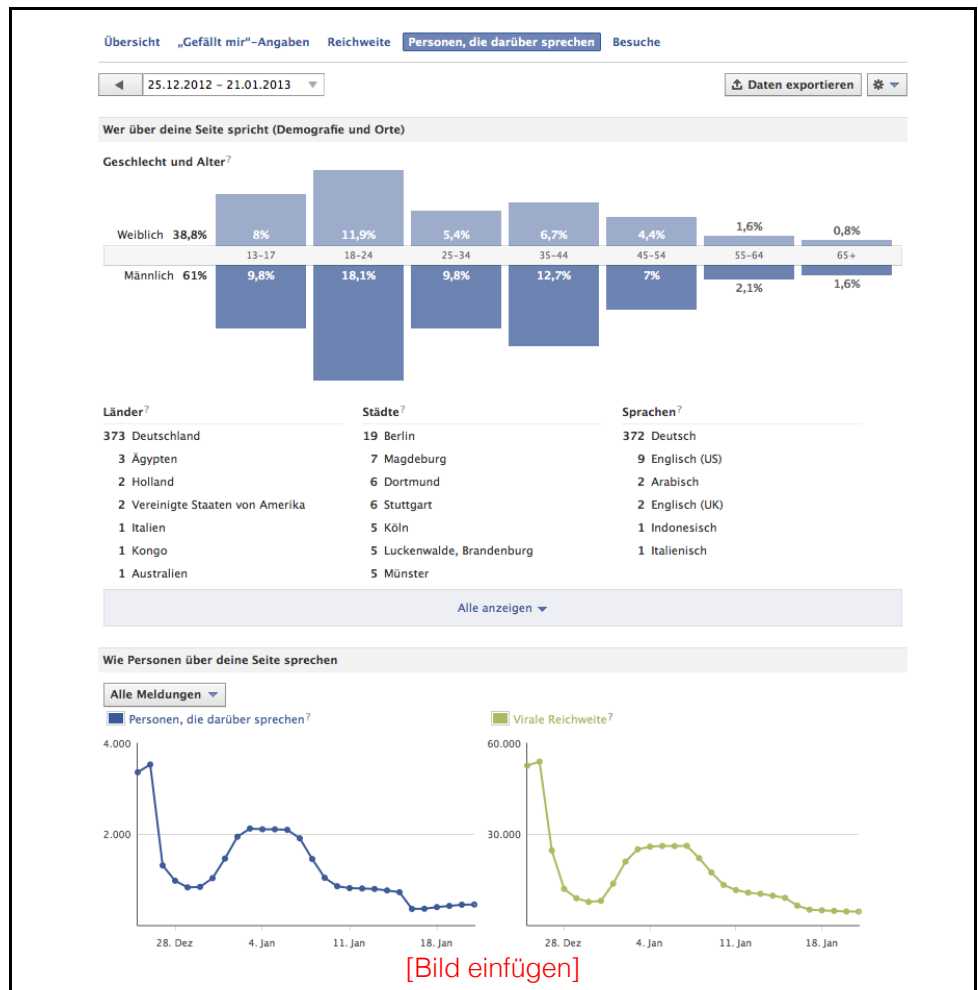 Übersicht „Gefällt mir“-Angaben Reichweite Personen, die darüber sprechen Besuche
25.12.2012 – 21.01.2013 Daten exportieren
Wer über deine Seite spricht (Demografie und Orte)
Geschlecht und Alter?
Weiblich 38,8% 8% 11,9% 5,4% 6,7% 4,4% 1,6% 0,8%
13-17 18-24 25-34 35-44 45-54 55-64 65+
Männlich 61% 9,8% 18,1% 9,8% 12,7% 7% 2,1% 1,6%
Länder? Städte? Sprachen?
373 Deutschland 19 Berlin 372 Deutsch
3 Ägypten 7 Magdeburg 9 Englisch (US)
2 Holland 6 Dortmund 2 Arabisch
2 Vereinigte Staaten von Amerika 6 Stuttgart 2 Englisch (UK)
1 Italien 5 Köln 1 Indonesisch
1 Kongo 5 Luckenwalde, Brandenburg 1 Italienisch
1 Australien 5 Münster
Alle anzeigen
Wie Personen über deine Seite sprechen
Alle Meldungen
Personen, die darüber sprechen? Virale Reichweite?
4.000 60.000
2.000 30.000
28. Dez 4. Jan 11. Jan 18. Jan 28. Dez 4. Jan 11. Jan 18. Jan
[Bild einfügen]